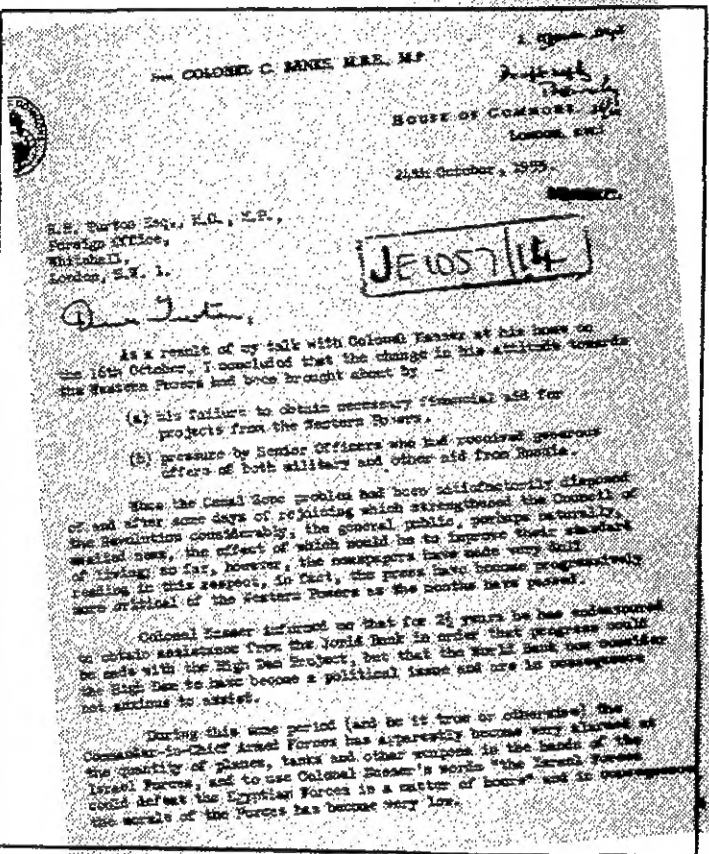 COLONEL C. BANKS, M.B.E., M.P.
HOUSE OF COMMONS
LONDON, S.W.1
24th October, 1955.
Esq., M.C., M.P.,
Foreign Office,
Whitehall,
London, S.W. 1.
JE1057/14
Dear
As a result of my talk with Colonel Nasser at his home on
the 16th October, I concluded that the change in his attitude towards
the Western Powers had been brought about by -
(a) his failure to obtain necessary financial aid for
projects from the Western Powers.
(b) pressure by Senior Officers who had received generous
offers of both military and other aid from Russia.
Once the Canal Zone problem had been satisfactorily disposed
of and after some days of rejoicing which strengthened the Council of
the Revolution considerably, the general public, perhaps naturally,
awaited news, the effect of which would be to improve their standard
of living; so far, however, the newspapers have made very dull
reading in this respect, in fact, the press have become progressively
more critical of the Western Powers as the months have passed.
Colonel Nasser informed me that for 2½ years he has endeavoured
to obtain assistance from the World Bank in order that progress could
be made with the High Dam Project, but that the World Bank now consider
the High Dam to have become a political issue and are in consequence
not anxious to assist.
During this same period (and be it true or otherwise) the
Commander-in-Chief Armed Forces has apparently become very alarmed at
the quantity of planes, tanks and other weapons in the hands of the
Israel Forces, and to use Colonel Nasser's words "the Israel Forces
could defeat the Egyptian Forces in a matter of hours" and in consequence
the morale of the Forces has become very low.